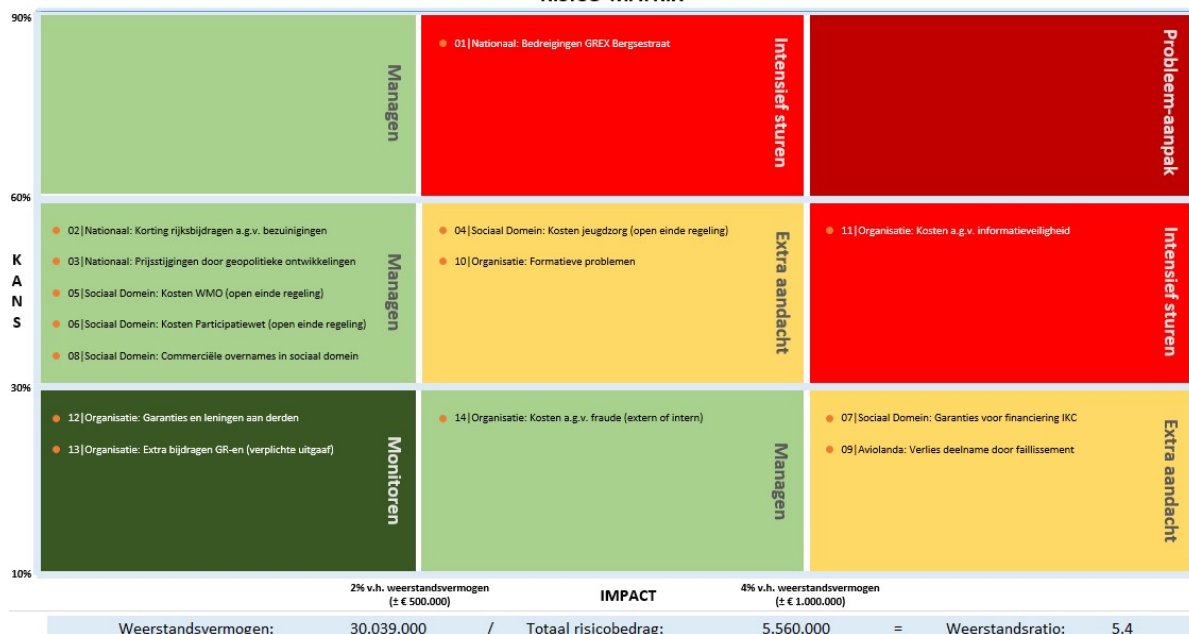 90%
01|Nationaal: Bedreigingen GREX Bergsestraat
Managen
Intensief sturen
Probleem-aanpak
60%
02|Nationaal: Korting rijksbijdragen a.g.v. bezuinigingen
03|Nationaal: Prijsstijgingen door geopolitieke ontwikkelingen
05|Sociaal Domein: Kosten WMO (open einde regeling)
06|Sociaal Domein: Kosten Participatiewet (open einde regeling)
08|Sociaal Domein: Commerciële overnames in sociaal domein
Managen
04|Sociaal Domein: Kosten jeugdzorg (open einde regeling)
10|Organisatie: Formatieve problemen
Extra aandacht
11|Organisatie: Kosten a.g.v. informatieveiligheid
Intensief sturen
KANS
30%
12|Organisatie: Garanties en leningen aan derden
13|Organisatie: Extra bijdragen GR-en (verplichte uitgaaf)
Monitoren
14|Organisatie: Kosten a.g.v. fraude (extern of intern)
Managen
07|Sociaal Domein: Garanties voor financiering IKC
09|Aviolanda: Verlies deelname door faillissement
Extra aandacht
10%
2% v.h. weerstandsvermogen
(± € 500.000)
IMPACT
4% v.h. weerstandsvermogen
(± € 1.000.000)
Weerstandsvermogen: 30.039.000 / Totaal risicobedrag: 5.560.000 = Weerstandsratio: 5,4